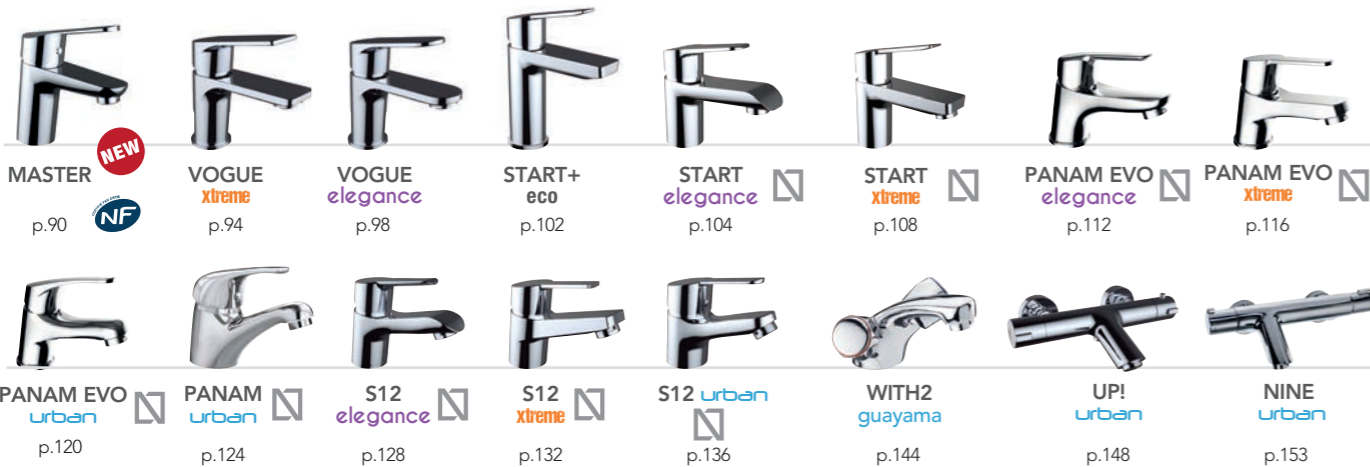 MASTER
NEW
NF
p.90
VOGUE
xtreme
p.94
VOGUE
elegance
p.98
START+
eco
p.102
START
elegance
p.104
START
xtreme
p.108
PANAM EVO
elegance
p.112
PANAM EVO
xtreme
p.116
PANAM EVO
urban
p.120
PANAM
urban
p.124
S12
elegance
p.128
S12
xtreme
p.132
S12 urban
p.136
WITH2
guayama
p.144
UP!
urban
p.148
NINE
urban
p.153